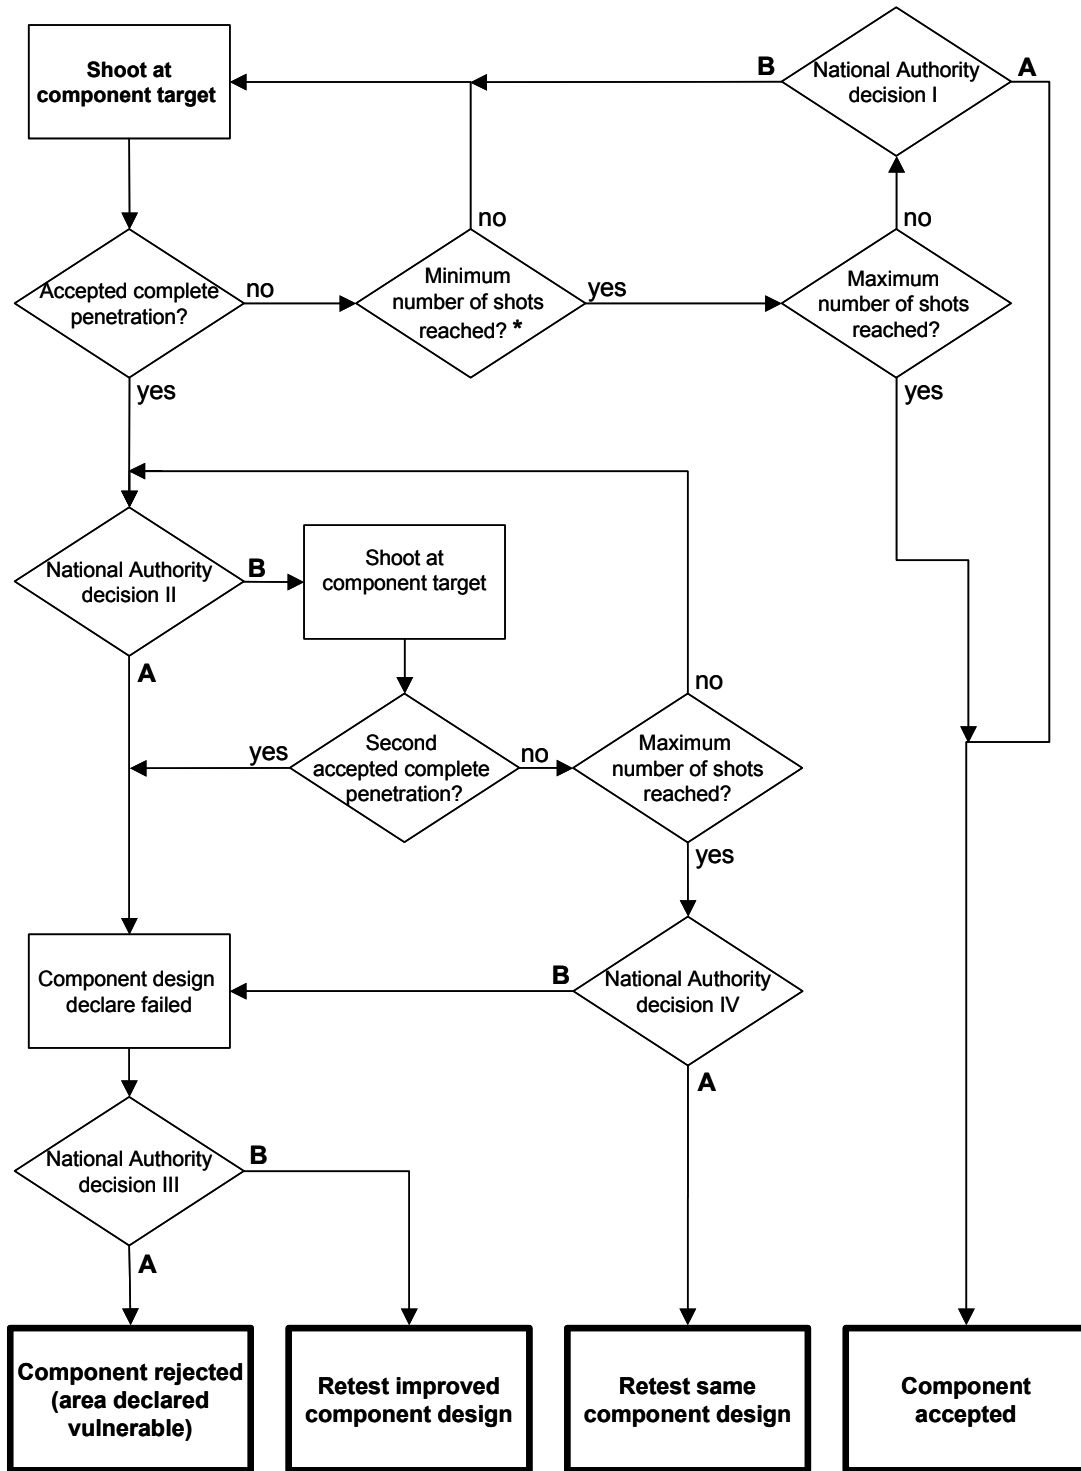 Shoot at
component target
B
National Authority
decision I
A
no
no
Accepted complete
penetration?
no
Minimum
number of shots
reached? *
yes
Maximum
number of shots
reached?
yes
yes
National Authority
decision II
B
Shoot at
component target
A
no
yes
Second
accepted complete
penetration?
no
Maximum
number of shots
reached?
yes
Component design
declare failed
B
National Authority
decision IV
A
National Authority
decision III
B
A
Component rejected
(area declared
vulnerable)
Retest improved
component design
Retest same
component design
Component
accepted